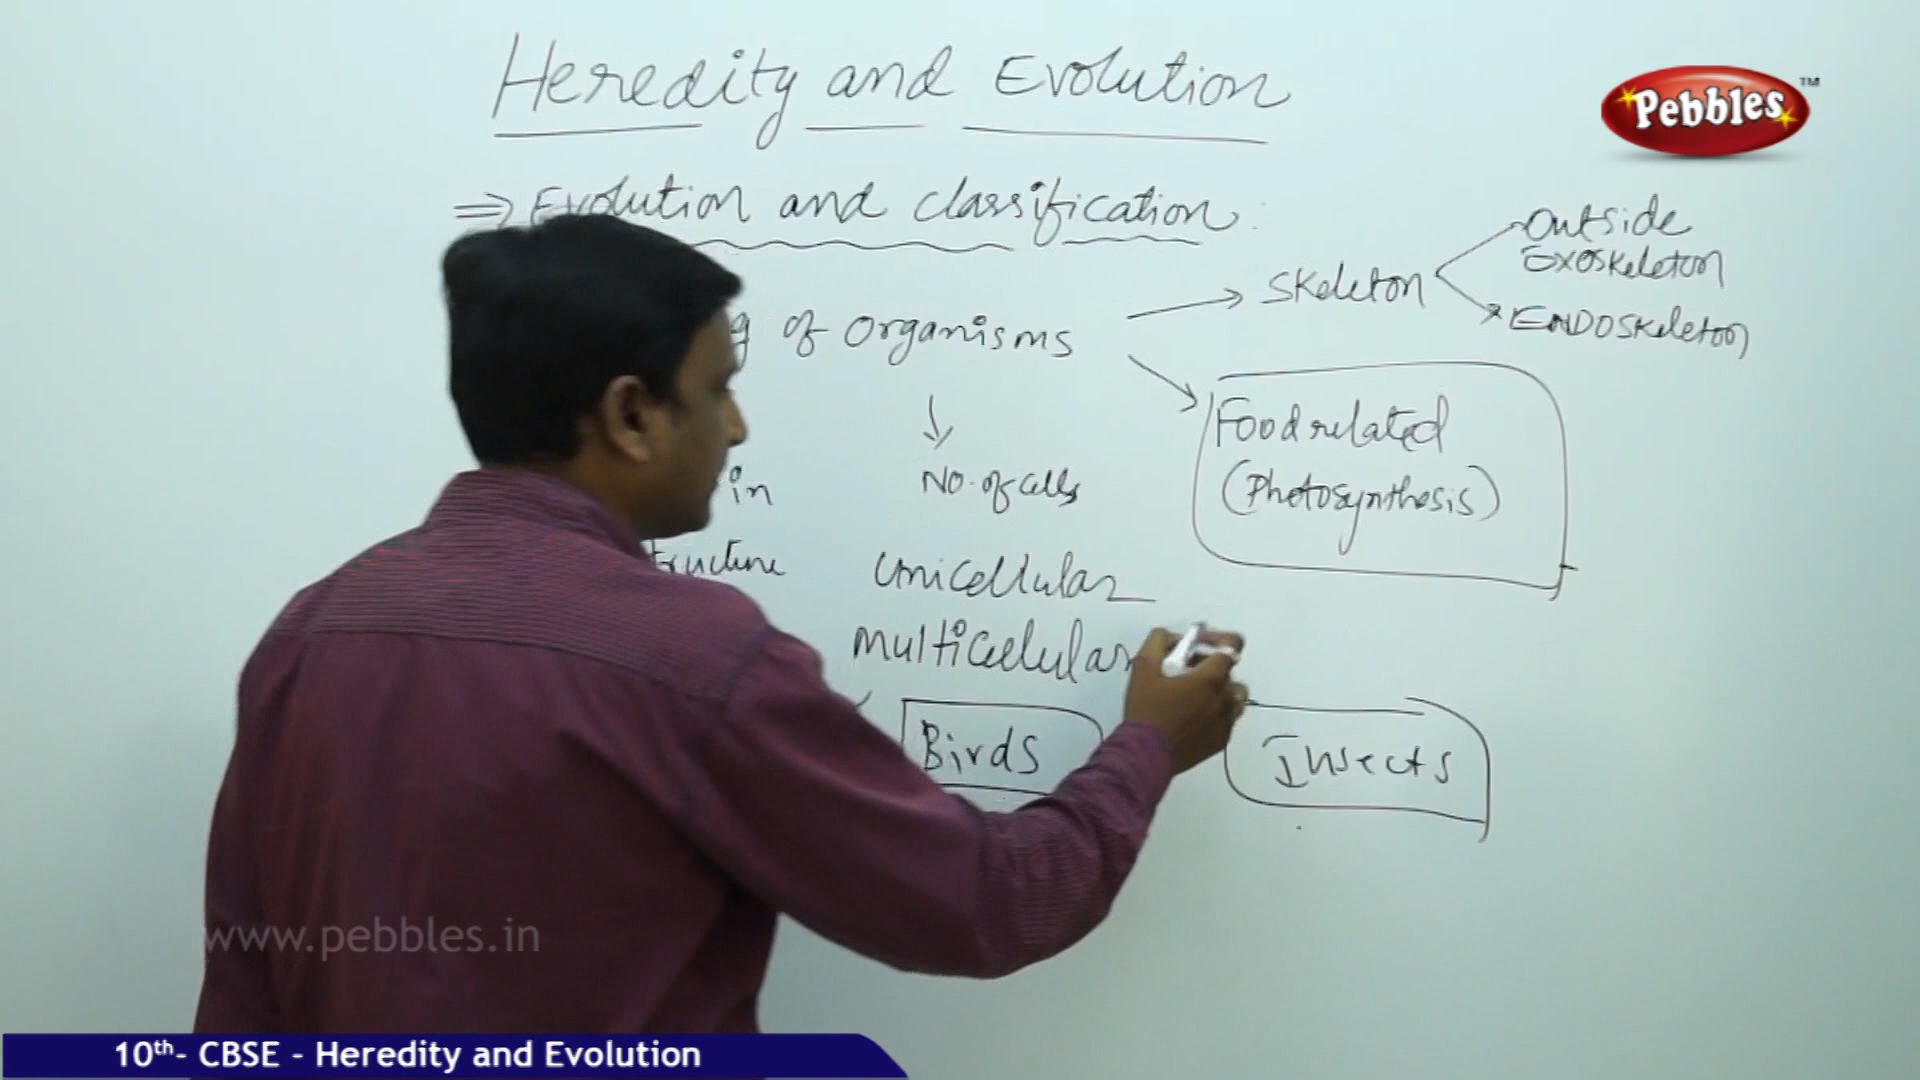 Heredity and Evolution
Pebbles™
⇒ Evolution and classification
Outside
Exoskeleton
Skeleton
ENDOSkeleton
of Organisms
Food related
(Photosynthesis)
in
No. of cells
Unicellular
Multicellular
Birds
Insects
www.pebbles.in
10th- CBSE - Heredity and Evolution